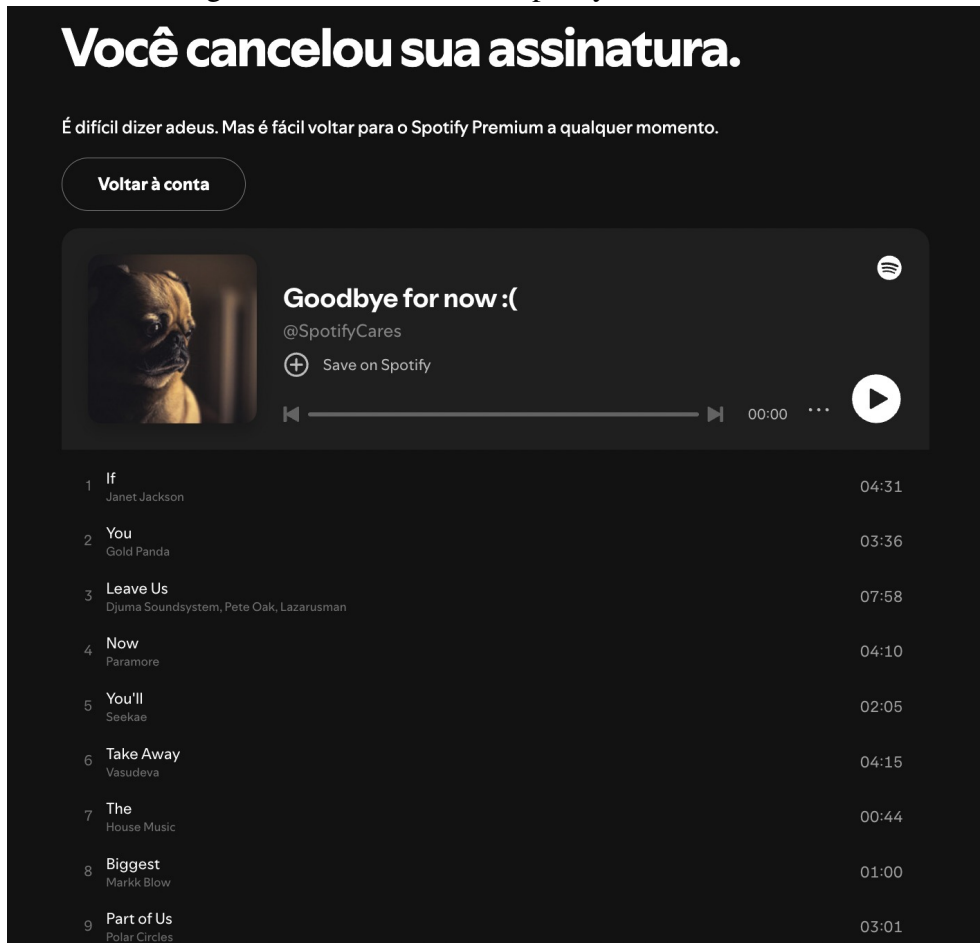 Você cancelou sua assinatura.
É difícil dizer adeus. Mas é fácil voltar para o Spotify Premium a qualquer momento.
Voltar à conta
Goodbye for now :(
@SpotifyCares
Save on Spotify
00:00
1 If 04:31
Janet Jackson
2 You 03:36
Gold Panda
3 Leave Us 07:58
Djuma Soundsystem, Pete Oak, Lazarusman
4 Now 04:10
Paramore
5 You'll 02:05
Seekae
6 Take Away 04:15
Vasudeva
7 The 00:44
House Music
8 Biggest 01:00
Markk Blow
9 Part of Us 03:01
Polar Circles